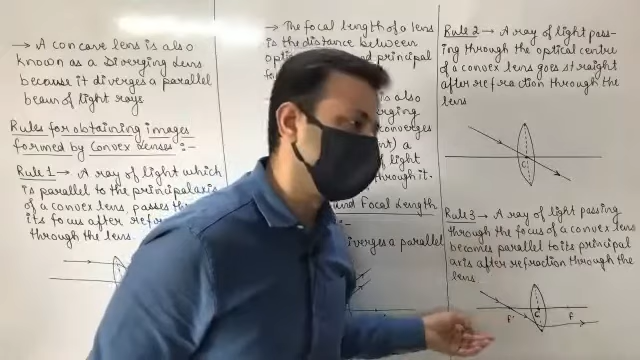 → A concave lens is also
known as a Diverging Lens
because it diverges a parallel
beam of light rays
Rules for obtaining images
formed by Convex Lenses :-
Rule 1 → A ray of light which
is parallel to the principal axis
of a convex lens, passes
its focus after
through the lens.
→ The focal length of a lens
is the distance between
principal
is also
converges
a
of light
through it.
and Focal Length
:-
diverges a parallel
Rule 2 → A ray of light pass-
ing through the optical centre
of a convex lens goes straight
after refraction through the
lens
C
Rule 3 → A ray of light passing
through the focus of a convex lens
becomes parallel to its principal
axis after refraction through the
lens.
F' C F